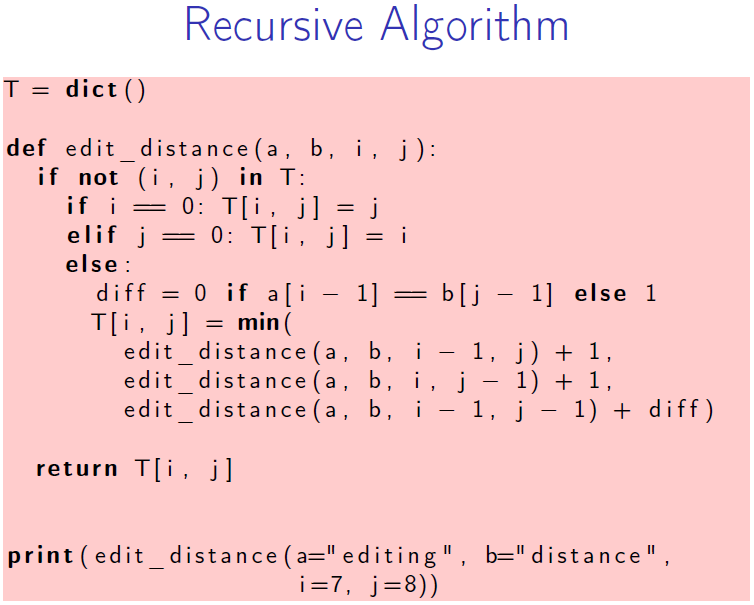 Recursive Algorithm
T = dict()
def edit_distance(a, b, i, j):
if not (i, j) in T:
if i == 0: T[i, j] = j
elif j == 0: T[i, j] = i
else:
diff = 0 if a[i - 1] == b[j - 1] else 1
T[i, j] = min(
edit_distance(a, b, i - 1, j) + 1,
edit_distance(a, b, i, j - 1) + 1,
edit_distance(a, b, i - 1, j - 1) + diff)
return T[i, j]
print(edit_distance(a="editing", b="distance",
i=7, j=8))